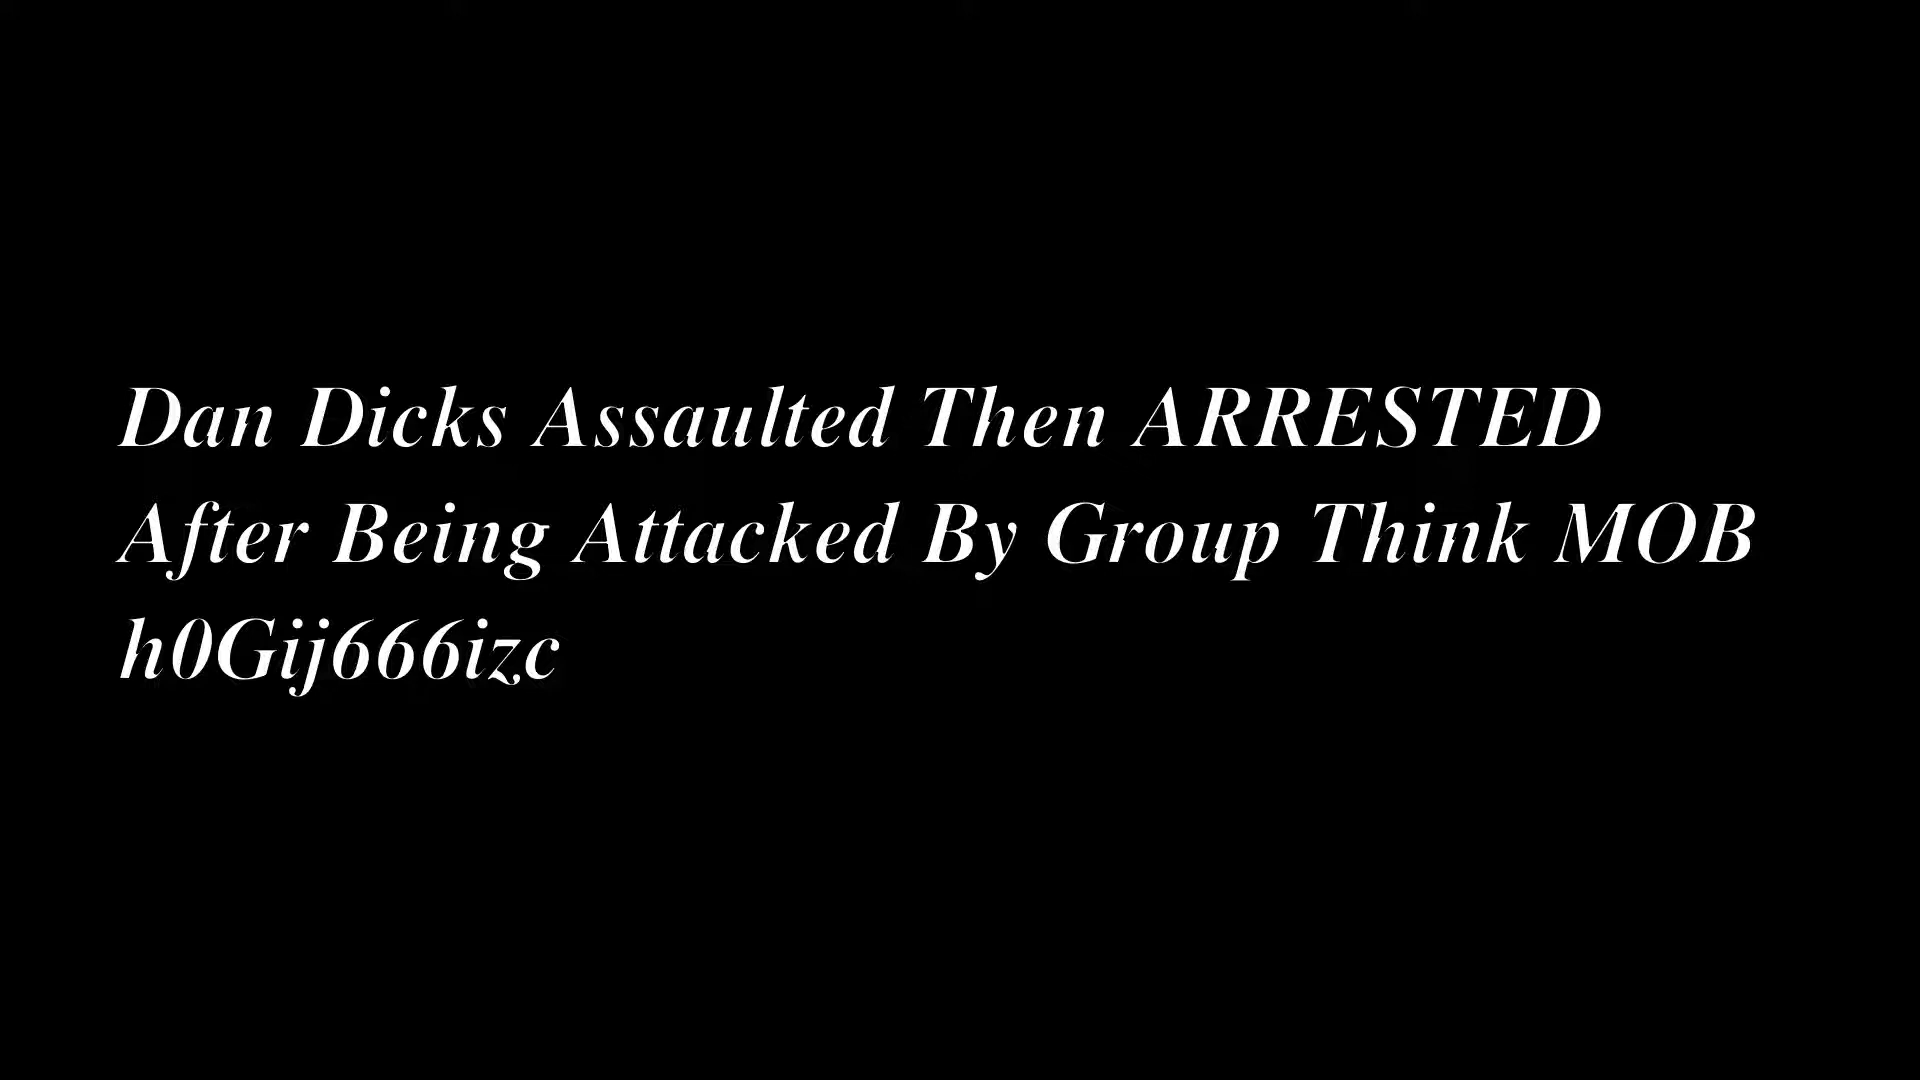 Dan Dicks Assaulted Then ARRESTED
After Being Attacked By Group Think MOB
h0Gij666izc